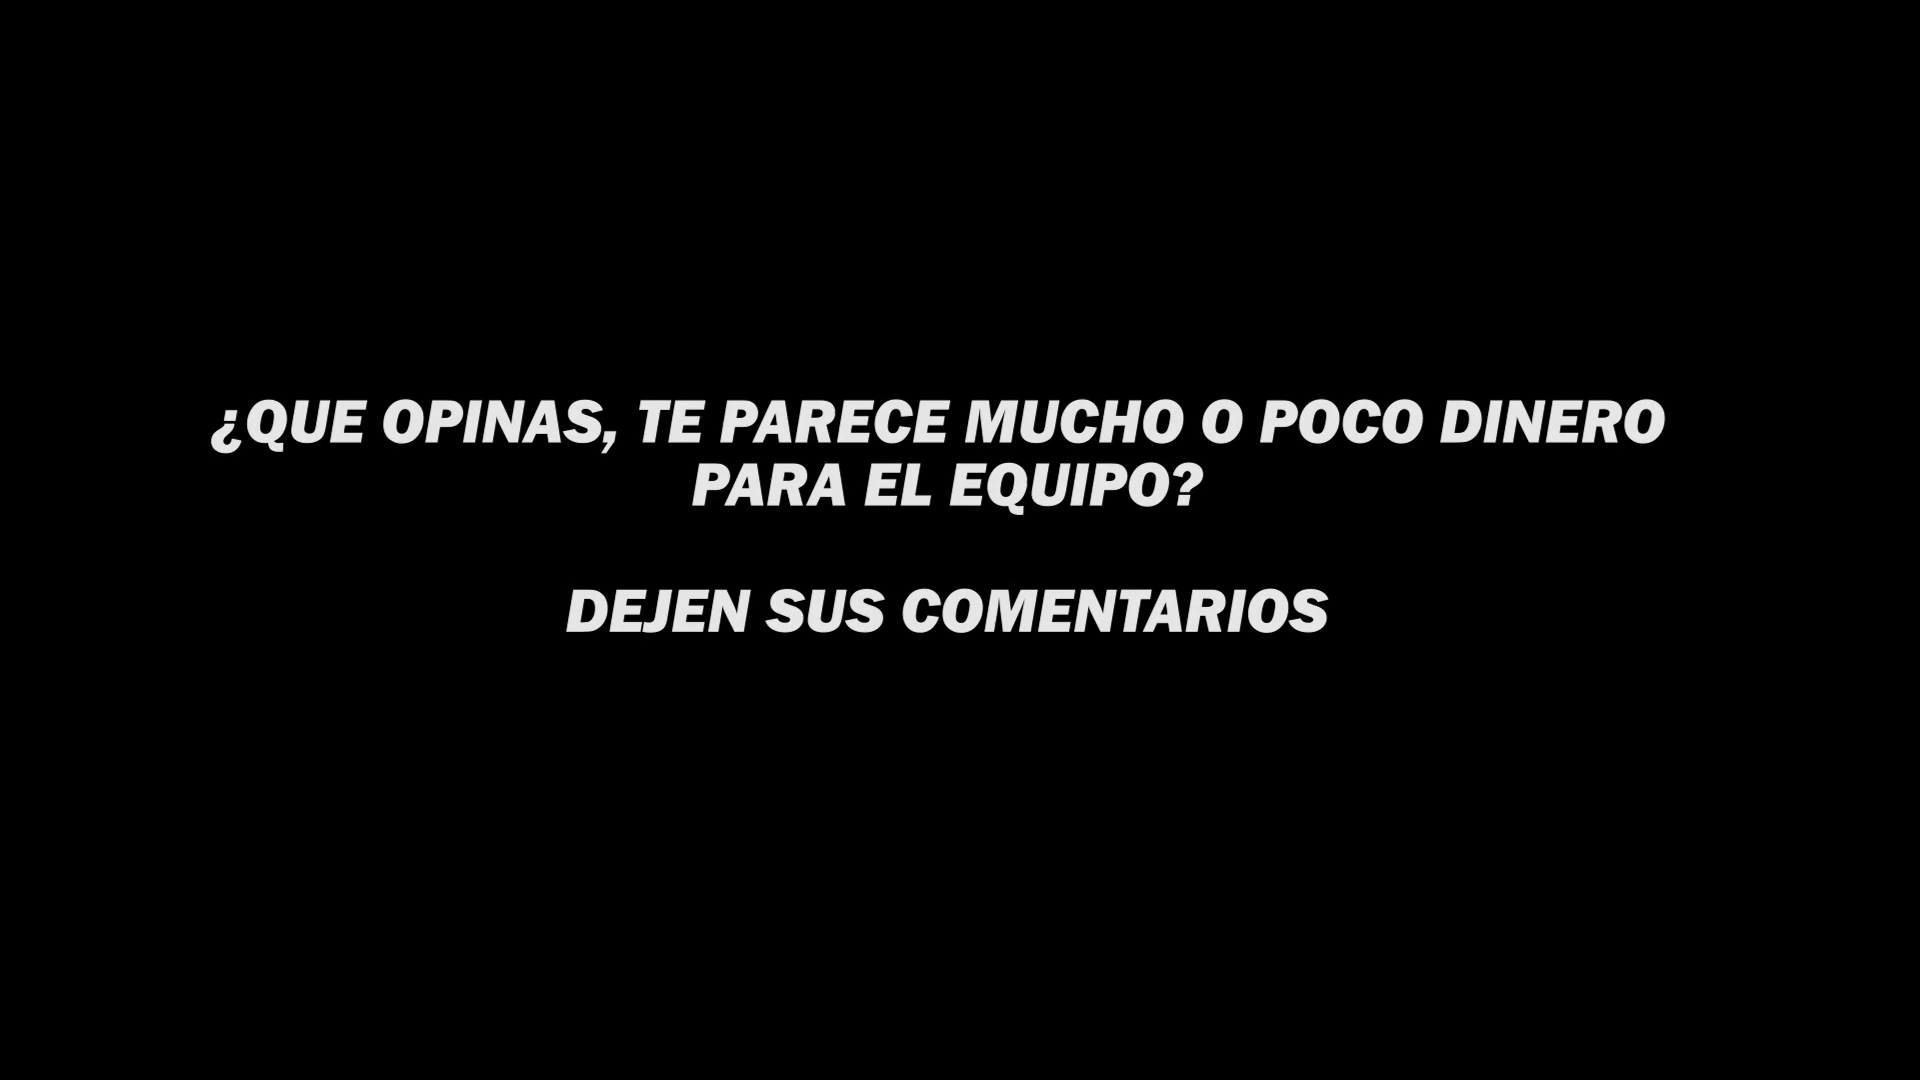 ¿QUE OPINAS, TE PARECE MUCHO O POCO DINERO
PARA EL EQUIPO?
DEJEN SUS COMENTARIOS